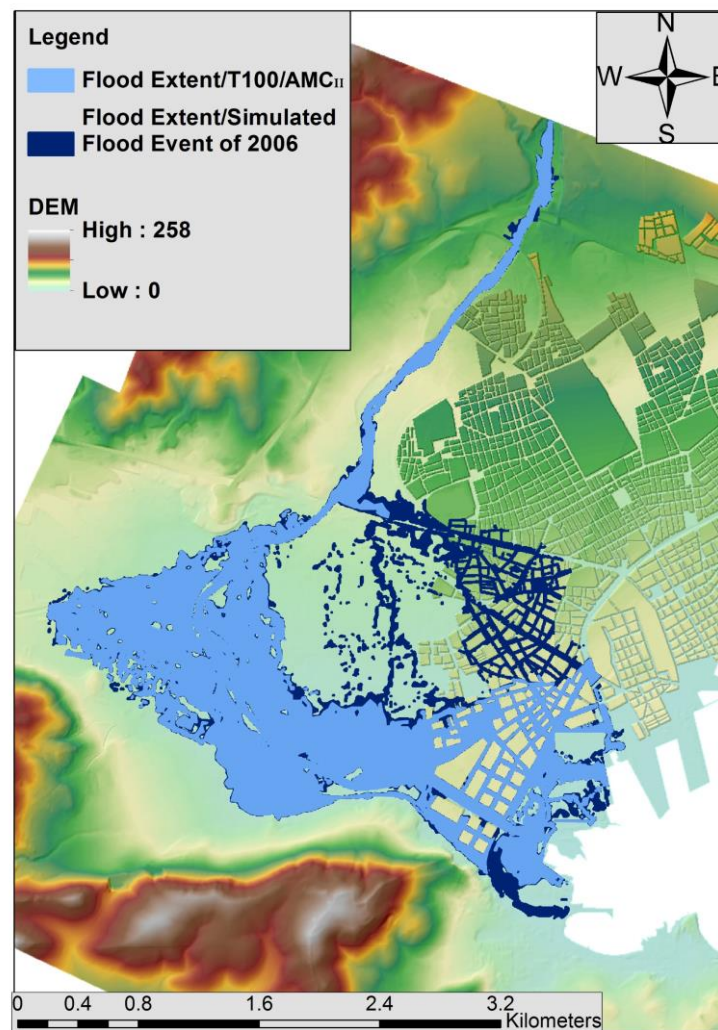 Legend
Flood Extent/T100/AMCII
Flood Extent/Simulated
Flood Event of 2006
DEM
High : 258
Low : 0
N
W E
S
0 0.4 0.8 1.6 2.4 3.2
Kilometers